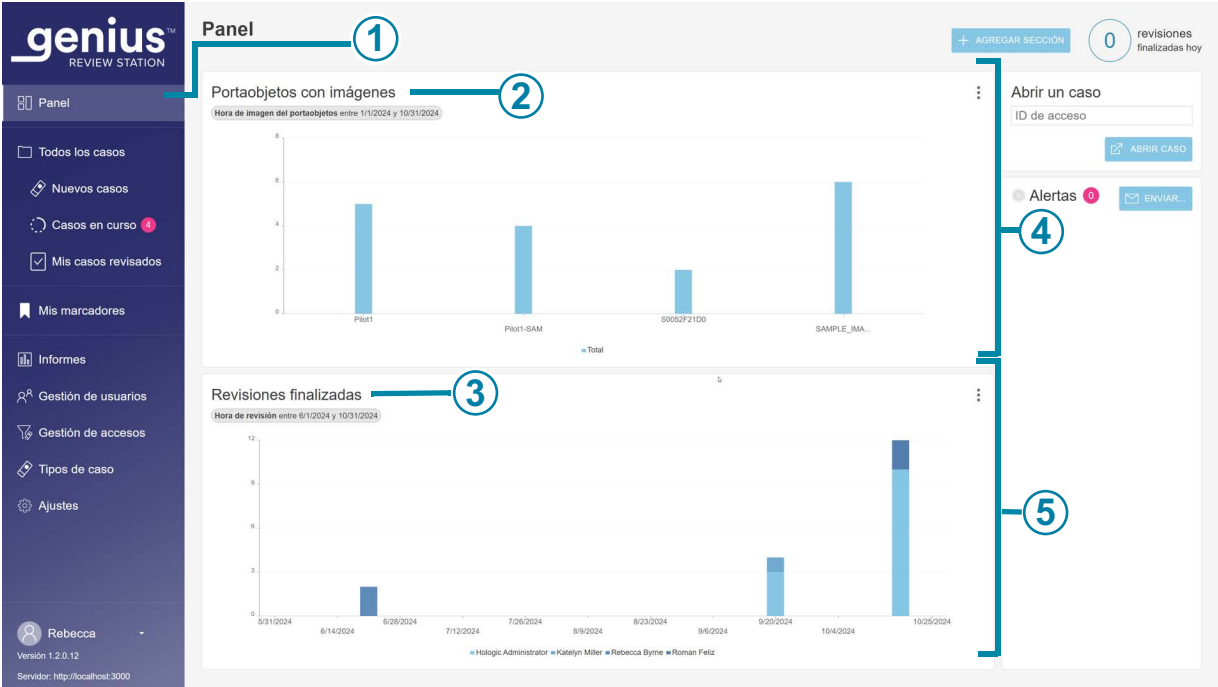 genius™
REVIEW STATION
Panel
Todos los casos
Nuevos casos
Casos en curso 4
Mis casos revisados
Mis marcadores
Informes
Gestión de usuarios
Gestión de accesos
Tipos de caso
Ajustes
Rebecca
Versión 1.2.0.12
Servidor: http://localhost:3000
Panel
1
+ AGREGAR SECCIÓN
0
revisiones
finalizadas hoy
Portaobjetos con imágenes
2
Hora de imagen del portaobjetos entre 1/1/2024 y 10/31/2024
8
6
4
2
0
Pilot1
Pilot1-SAM
S0052F21D0
SAMPLE_IMA...
Total
4
Abrir un caso
ID de acceso
ABRIR CASO
Alertas 0
ENVIAR...
Revisiones finalizadas
3
Hora de revisión entre 6/1/2024 y 10/31/2024
12
9
6
3
0
5/31/2024
6/14/2024
6/28/2024
7/12/2024
7/26/2024
8/9/2024
8/23/2024
9/6/2024
9/20/2024
10/4/2024
10/25/2024
Hologic Administrator Katelyn Miller Rebecca Byrne Roman Feliz
5